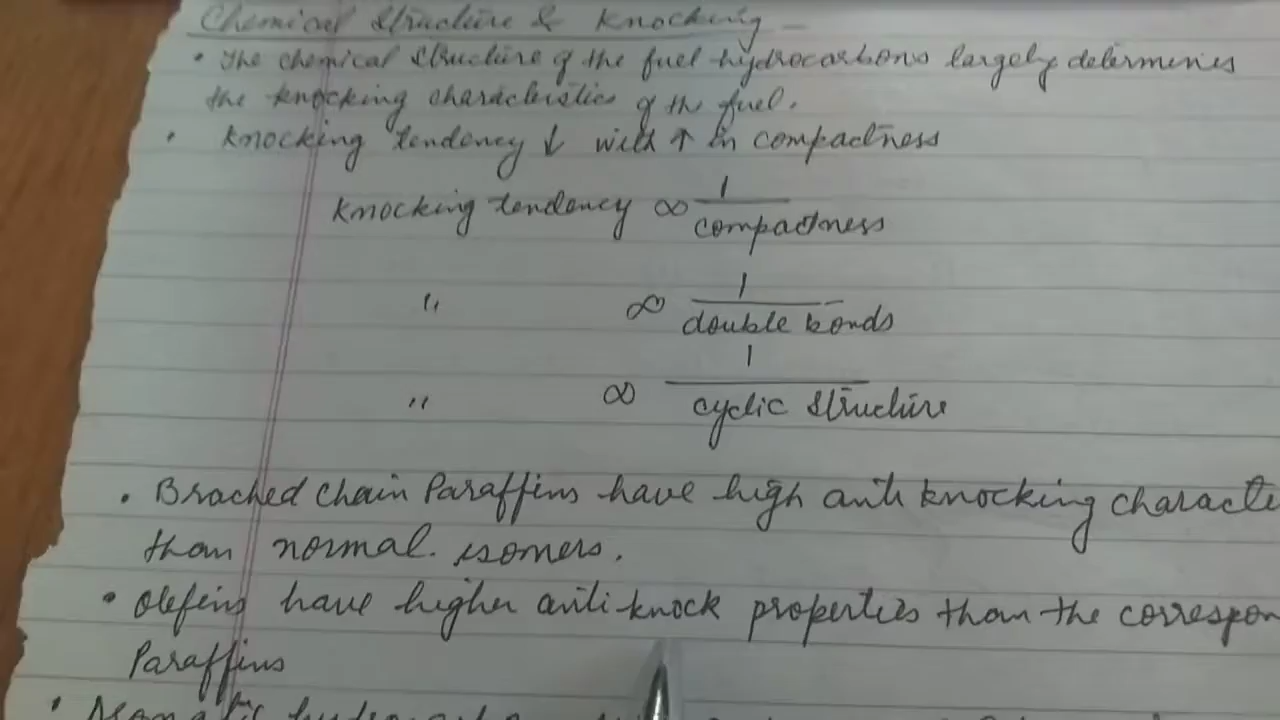 Chemical Structure & Knocking
• The chemical structure of the fuel hydrocarbons largely determines
the knocking characteristics of the fuel.
• Knocking tendency ↓ with ↑ in compactness
Knocking tendency ∝ 1/compactness
" ∝ 1/double bonds
" ∝ 1/cyclic structure
• Brached chain Paraffins have high anti knocking characte
than normal isomers.
• Olefins have higher anti-knock properties than the correspon
Paraffins